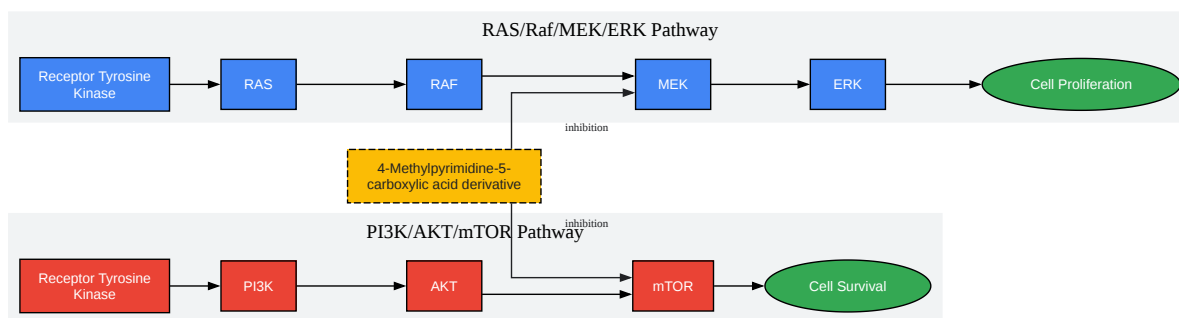 RAS/Raf/MEK/ERK Pathway
Receptor Tyrosine
Kinase
RAS
RAF
MEK
ERK
Cell Proliferation
inhibition
4-Methylpyrimidine-5-
carboxylic acid derivative
inhibition
PI3K/AKT/mTOR Pathway
Receptor Tyrosine
Kinase
PI3K
AKT
mTOR
Cell Survival